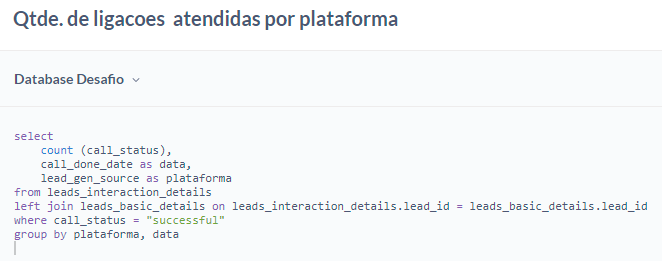 Qtde. de ligacoes atendidas por plataforma
Database Desafio
select
count (call_status),
call_done_date as data,
lead_gen_source as plataforma
from leads_interaction_details
left join leads_basic_details on leads_interaction_details.lead_id = leads_basic_details.lead_id
where call_status = "successful"
group by plataforma, data